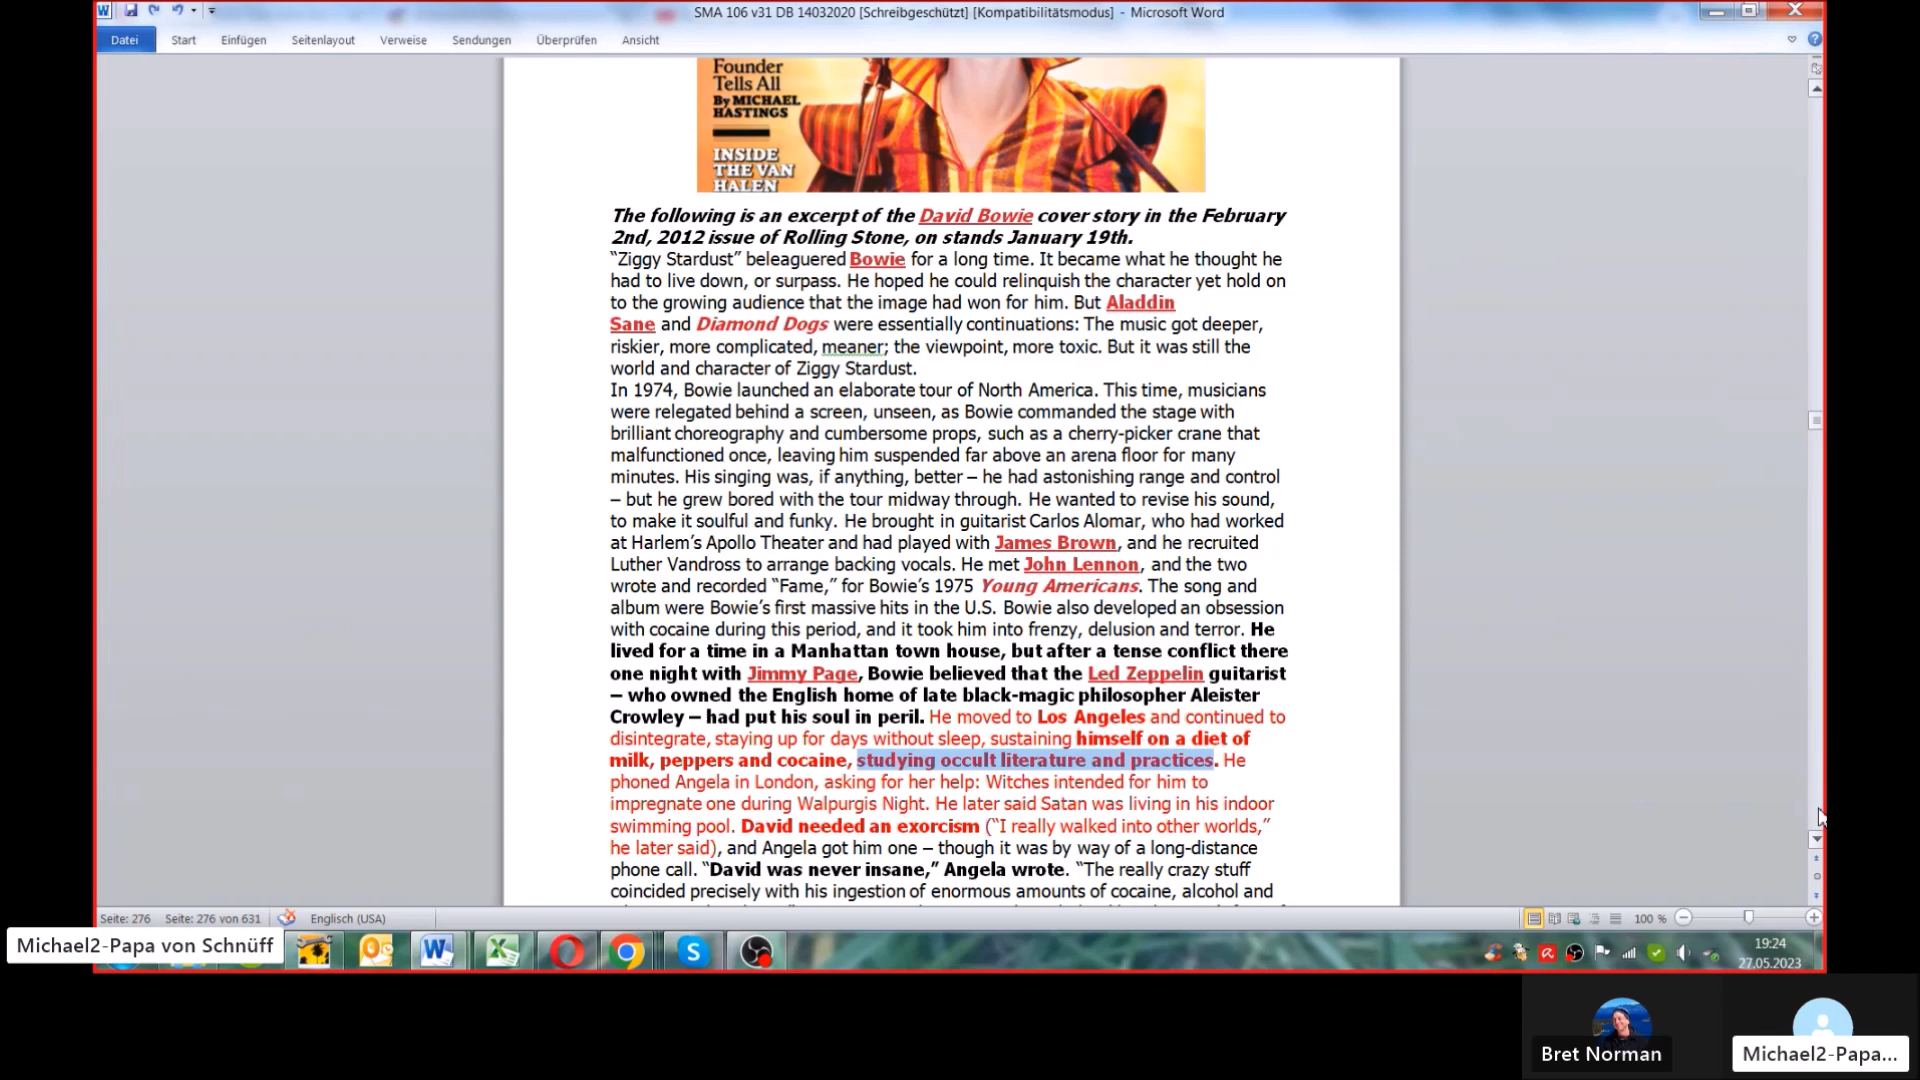 SMA 106 v31 DB 14032020 [Schreibgeschützt] [Kompatibilitätsmodus] - Microsoft Word
Datei Start Einfügen Seitenlayout Verweise Sendungen Überprüfen Ansicht
Founder
Tells All
By MICHAEL
HASTINGS
INSIDE
THE VAN
HALEN
The following is an excerpt of the David Bowie cover story in the February
2nd, 2012 issue of Rolling Stone, on stands January 19th.
“Ziggy Stardust” beleaguered Bowie for a long time. It became what he thought he
had to live down, or surpass. He hoped he could relinquish the character yet hold on
to the growing audience that the image had won for him. But Aladdin
Sane and Diamond Dogs were essentially continuations: The music got deeper,
riskier, more complicated, meaner; the viewpoint, more toxic. But it was still the
world and character of Ziggy Stardust.
In 1974, Bowie launched an elaborate tour of North America. This time, musicians
were relegated behind a screen, unseen, as Bowie commanded the stage with
brilliant choreography and cumbersome props, such as a cherry-picker crane that
malfunctioned once, leaving him suspended far above an arena floor for many
minutes. His singing was, if anything, better – he had astonishing range and control
– but he grew bored with the tour midway through. He wanted to revise his sound,
to make it soulful and funky. He brought in guitarist Carlos Alomar, who had worked
at Harlem’s Apollo Theater and had played with James Brown, and he recruited
Luther Vandross to arrange backing vocals. He met John Lennon, and the two
wrote and recorded “Fame,” for Bowie’s 1975 Young Americans. The song and
album were Bowie’s first massive hits in the U.S. Bowie also developed an obsession
with cocaine during this period, and it took him into frenzy, delusion and terror. He
lived for a time in a Manhattan town house, but after a tense conflict there
one night with Jimmy Page, Bowie believed that the Led Zeppelin guitarist
– who owned the English home of late black-magic philosopher Aleister
Crowley – had put his soul in peril. He moved to Los Angeles and continued to
disintegrate, staying up for days without sleep, sustaining himself on a diet of
milk, peppers and cocaine, studying occult literature and practices. He
phoned Angela in London, asking for her help: Witches intended for him to
impregnate one during Walpurgis Night. He later said Satan was living in his indoor
swimming pool. David needed an exorcism (“I really walked into other worlds,”
he later said), and Angela got him one – though it was by way of a long-distance
phone call. “David was never insane,” Angela wrote. “The really crazy stuff
coincided precisely with his ingestion of enormous amounts of cocaine, alcohol and
Seite: 276 Seite: 276 von 631 Englisch (USA) 100 %
Michael2-Papa von Schnüff
19:24
27.05.2023
Bret Norman
Michael2-Papa...